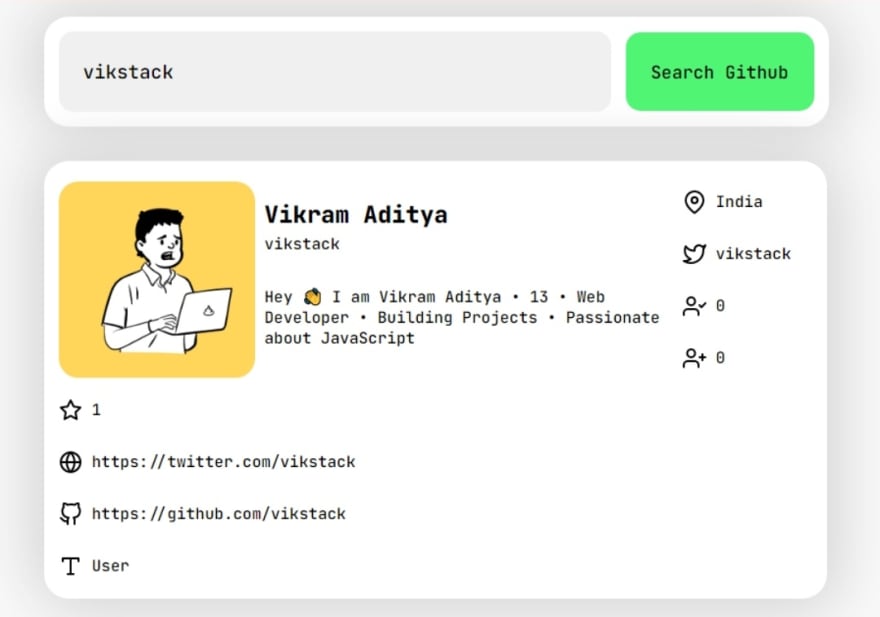 vikstack
Search Github
Vikram Aditya
vikstack
Hey 👏 I am Vikram Aditya • 13 • Web
Developer • Building Projects • Passionate
about JavaScript
India
vikstack
0
0
1
https://twitter.com/vikstack
https://github.com/vikstack
User